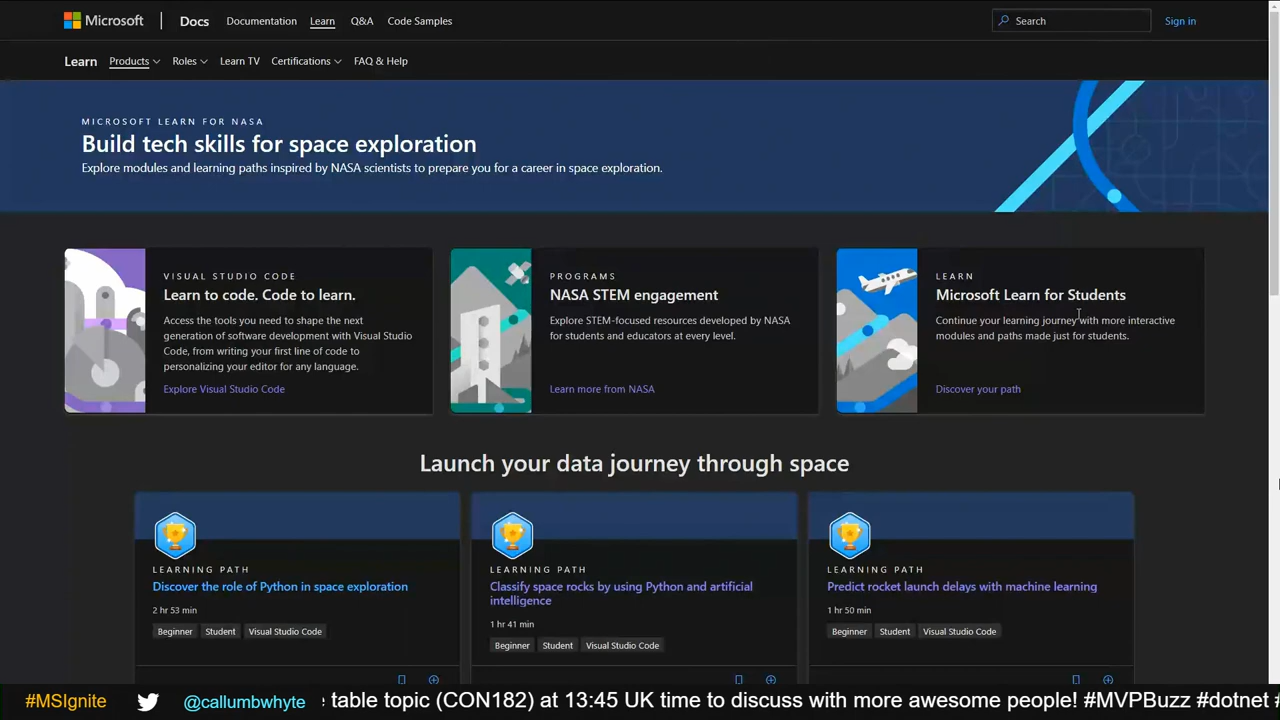 Microsoft Docs Documentation Learn Q&A Code Samples Search Sign in
Learn Products Roles Learn TV Certifications FAQ & Help
MICROSOFT LEARN FOR NASA
Build tech skills for space exploration
Explore modules and learning paths inspired by NASA scientists to prepare you for a career in space exploration.
VISUAL STUDIO CODE
Learn to code. Code to learn.
Access the tools you need to shape the next
generation of software development with Visual Studio
Code, from writing your first line of code to
personalizing your editor for any language.
Explore Visual Studio Code
PROGRAMS
NASA STEM engagement
Explore STEM-focused resources developed by NASA
for students and educators at every level.
Learn more from NASA
LEARN
Microsoft Learn for Students
Continue your learning journey with more interactive
modules and paths made just for students.
Discover your path
Launch your data journey through space
LEARNING PATH
Discover the role of Python in space exploration
2 hr 53 min
Beginner Student Visual Studio Code
LEARNING PATH
Classify space rocks by using Python and artificial
intelligence
1 hr 41 min
Beginner Student Visual Studio Code
LEARNING PATH
Predict rocket launch delays with machine learning
1 hr 50 min
Beginner Student Visual Studio Code
#MSIgnite @callumbwhyte table topic (CON182) at 13:45 UK time to discuss with more awesome people! #MVPBuzz #dotnet